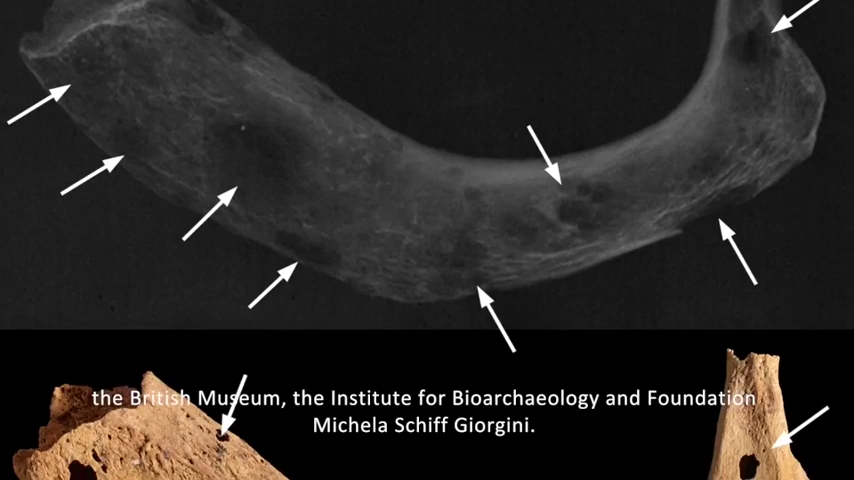 the British Museum, the Institute for Bioarchaeology and Foundation
Michela Schiff Giorgini.